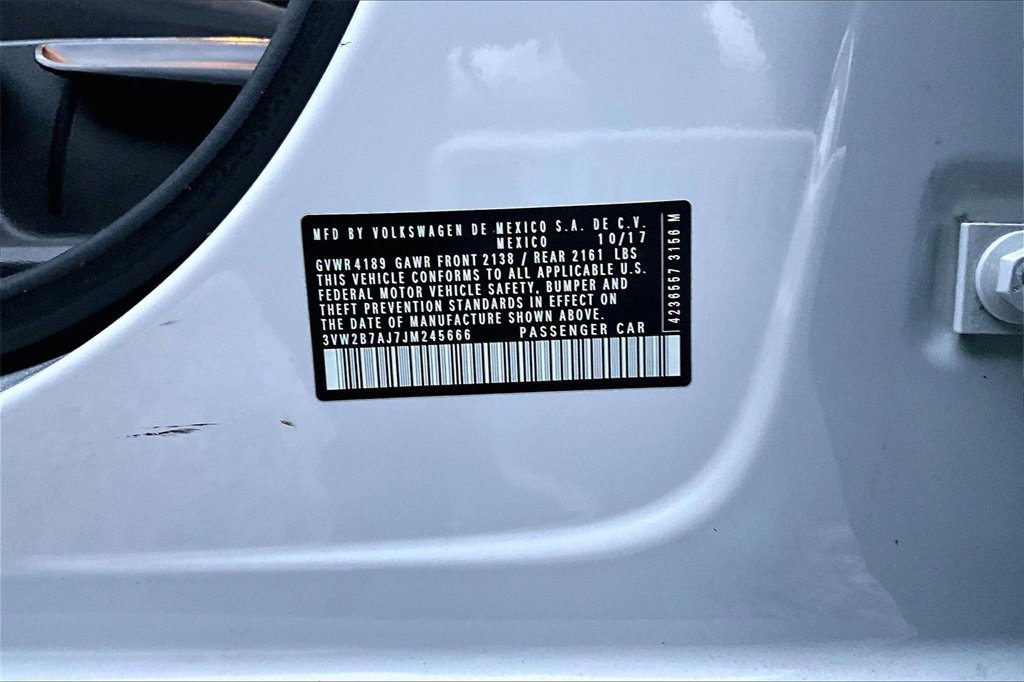 MFD BY VOLKSWAGEN DE MEXICO S.A. DE C.V.
MEXICO 10/17
GVWR 4189 GAWR FRONT 2138 / REAR 2161 LBS
THIS VEHICLE CONFORMS TO ALL APPLICABLE U.S.
FEDERAL MOTOR VEHICLE SAFETY, BUMPER AND
THEFT PREVENTION STANDARDS IN EFFECT ON
THE DATE OF MANUFACTURE SHOWN ABOVE.
3VW2B7AJ7JM245666 PASSENGER CAR
4236557 3156 M